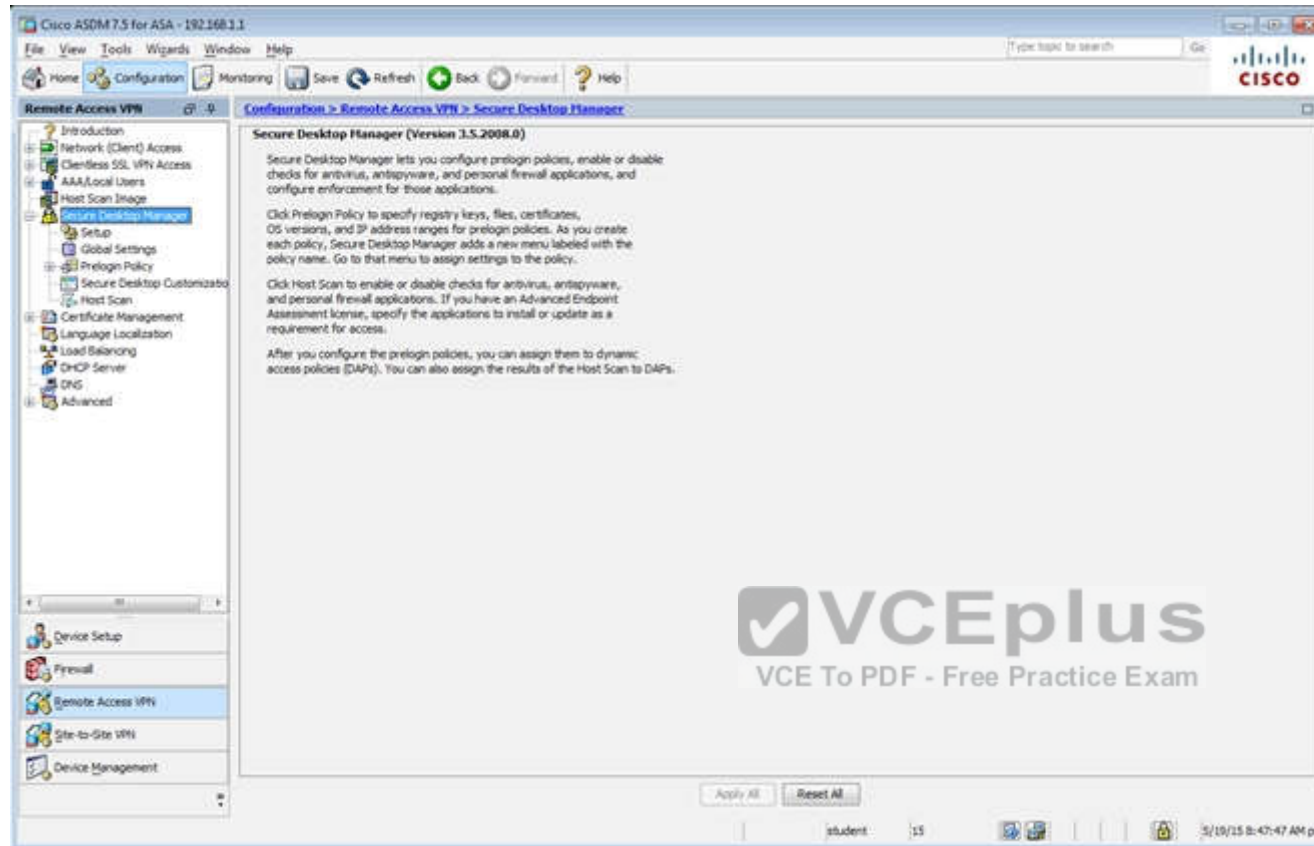 Cisco ASDM 7.5 for ASA - 192.168.1.1
File View Tools Wizards Window Help
Type topic to search Go
Home Configuration Monitoring Save Refresh Back Forward Help
CISCO
Remote Access VPN
Configuration > Remote Access VPN > Secure Desktop Manager
Introduction
Network (Client) Access
Clientless SSL VPN Access
AAA/Local Users
Host Scan Image
Secure Desktop Manager
Setup
Global Settings
Prelogin Policy
Secure Desktop Customizatio
Host Scan
Certificate Management
Language Localization
Load Balancing
DHCP Server
DNS
Advanced
Secure Desktop Manager (Version 3.5.2008.0)
Secure Desktop Manager lets you configure prelogin policies, enable or disable
checks for antivirus, antispyware, and personal firewall applications, and
configure enforcement for those applications.
Click Prelogin Policy to specify registry keys, files, certificates,
OS versions, and IP address ranges for prelogin policies. As you create
each policy, Secure Desktop Manager adds a new menu labeled with the
policy name. Go to that menu to assign settings to the policy.
Click Host Scan to enable or disable checks for antivirus, antispyware,
and personal firewall applications. If you have an Advanced Endpoint
Assessment license, specify the applications to install or update as a
requirement for access.
After you configure the prelogin policies, you can assign them to dynamic
access policies (DAPs). You can also assign the results of the Host Scan to DAPs.
VCEplus
VCE To PDF - Free Practice Exam
Device Setup
Firewall
Remote Access VPN
Site-to-Site VPN
Device Management
Apply All Reset All
student 15 5/19/15 8:47:47 AM p